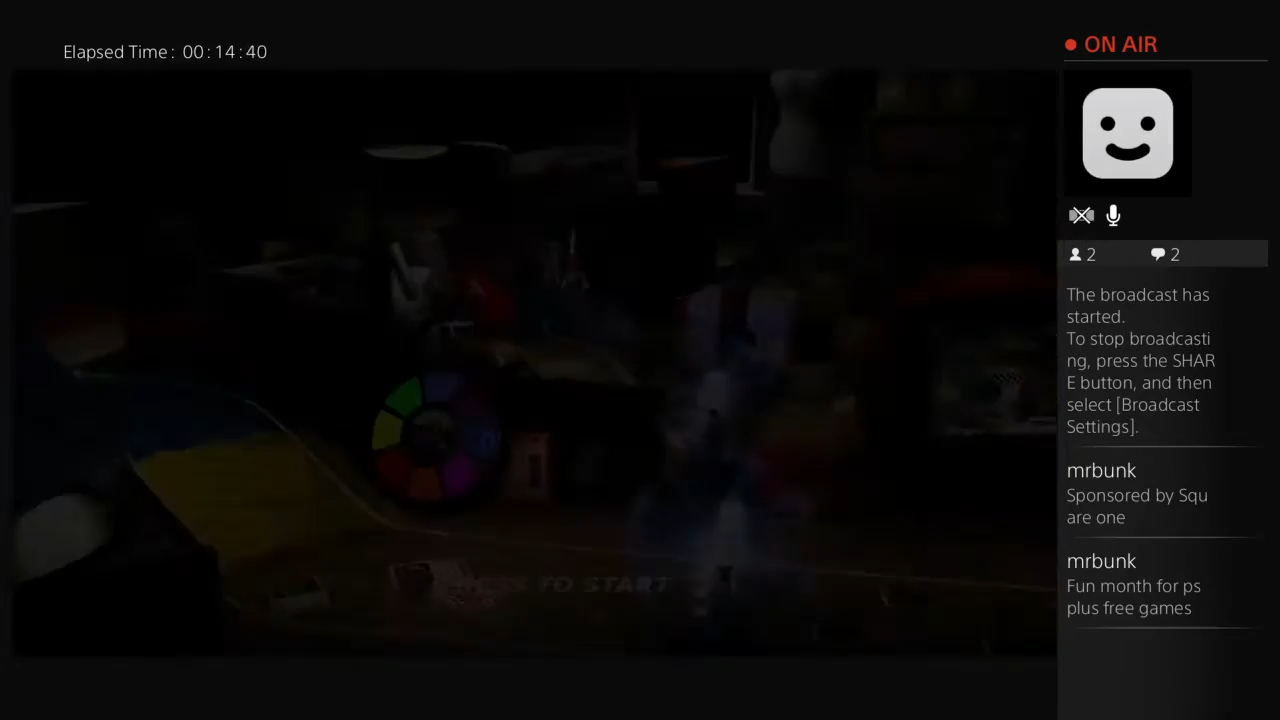 Elapsed Time: 00:14:40
ON AIR
2
2
The broadcast has
started.
To stop broadcasti
ng, press the SHAR
E button, and then
select [Broadcast
Settings].
mrbunk
Sponsored by Squ
are one
mrbunk
Fun month for ps
plus free games
TO START